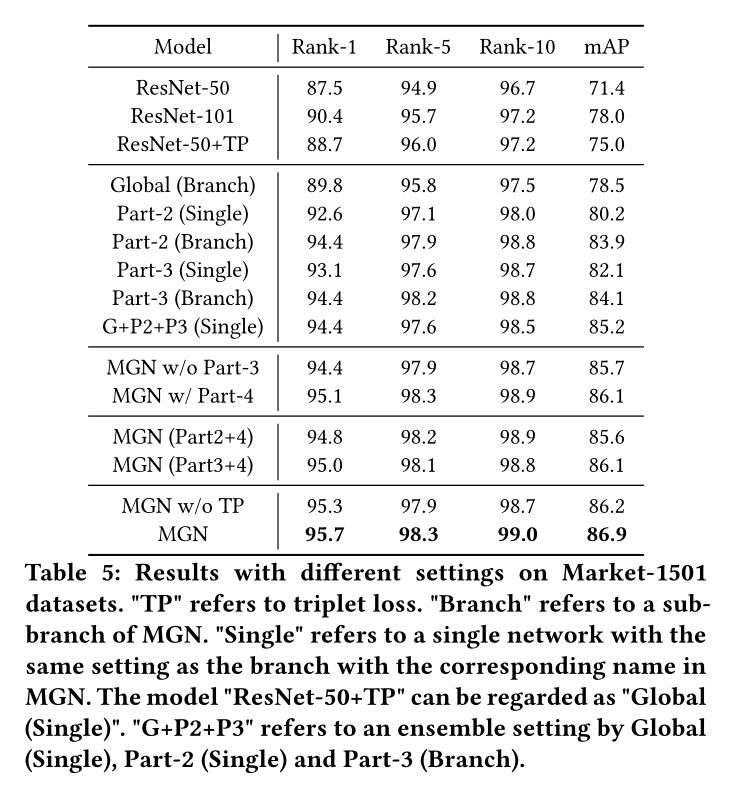 Model Rank-1 Rank-5 Rank-10 mAP
ResNet-50 87.5 94.9 96.7 71.4
ResNet-101 90.4 95.7 97.2 78.0
ResNet-50+TP 88.7 96.0 97.2 75.0
Global (Branch) 89.8 95.8 97.5 78.5
Part-2 (Single) 92.6 97.1 98.0 80.2
Part-2 (Branch) 94.4 97.9 98.8 83.9
Part-3 (Single) 93.1 97.6 98.7 82.1
Part-3 (Branch) 94.4 98.2 98.8 84.1
G+P2+P3 (Single) 94.4 97.6 98.5 85.2
MGN w/o Part-3 94.4 97.9 98.7 85.7
MGN w/ Part-4 95.1 98.3 98.9 86.1
MGN (Part2+4) 94.8 98.2 98.9 85.6
MGN (Part3+4) 95.0 98.1 98.8 86.1
MGN w/o TP 95.3 97.9 98.7 86.2
MGN 95.7 98.3 99.0 86.9
Table 5: Results with different settings on Market-1501
datasets. "TP" refers to triplet loss. "Branch" refers to a sub-
branch of MGN. "Single" refers to a single network with the
same setting as the branch with the corresponding name in
MGN. The model "ResNet-50+TP" can be regarded as "Global
(Single)". "G+P2+P3" refers to an ensemble setting by Global
(Single), Part-2 (Single) and Part-3 (Branch).